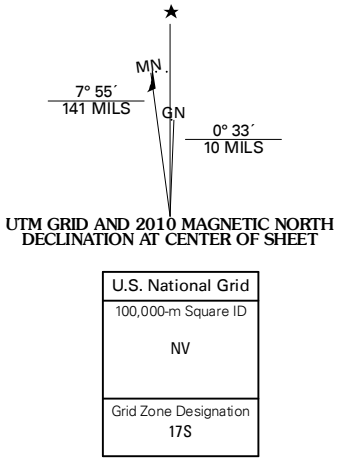 MN
7° 55´
141 MILS
GN
0° 33´
10 MILS
UTM GRID AND 2010 MAGNETIC NORTH
DECLINATION AT CENTER OF SHEET
U.S. National Grid
100,000-m Square ID
NV
Grid Zone Designation
17S